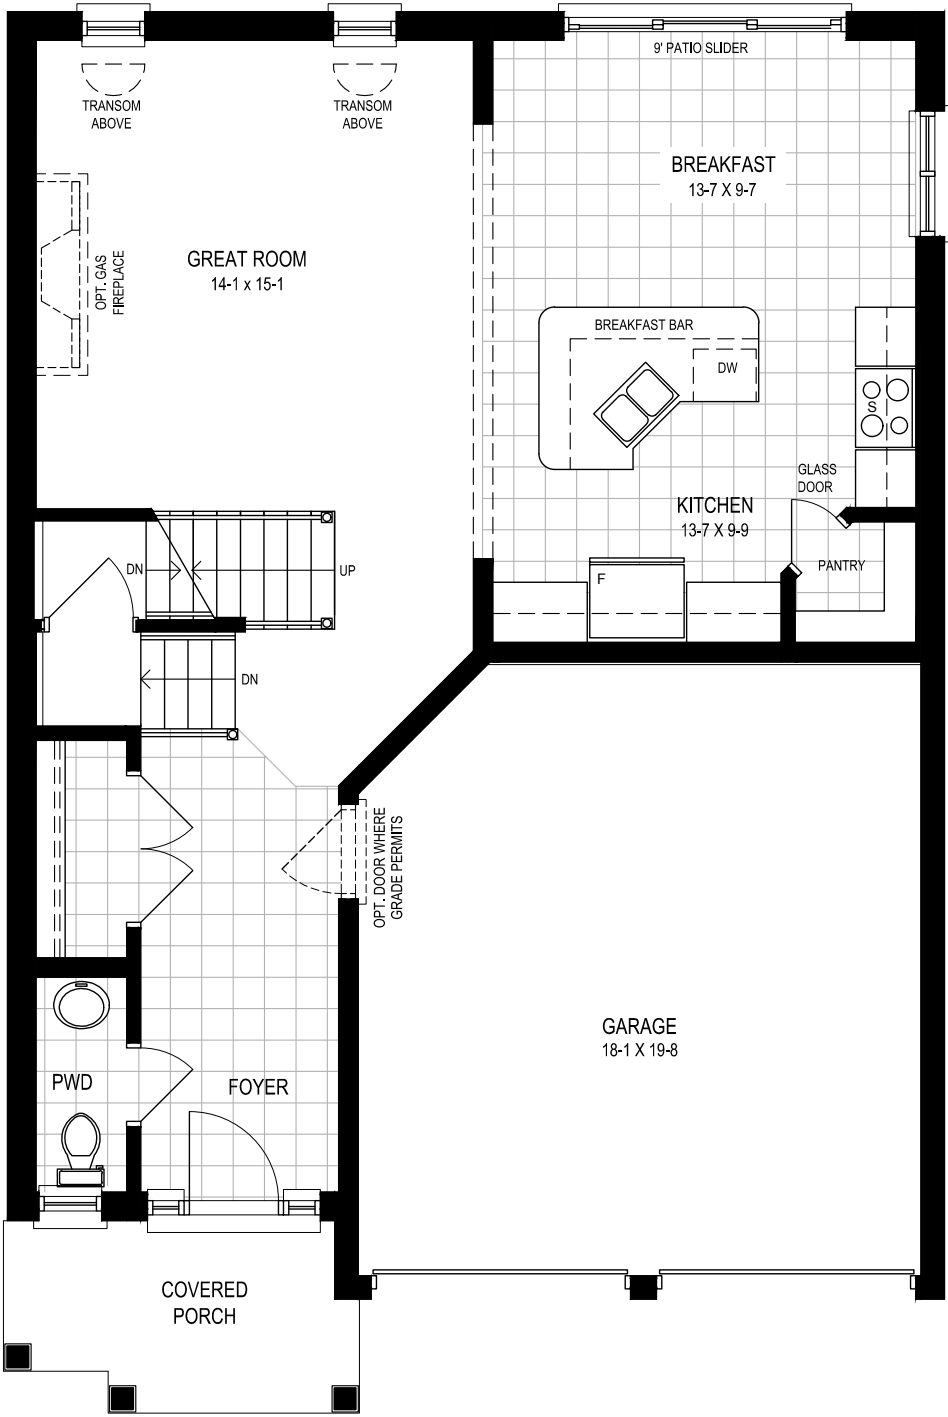 9' PATIO SLIDER
TRANSOM
ABOVE
TRANSOM
ABOVE
BREAKFAST
13-7 X 9-7
GREAT ROOM
14-1 x 15-1
OPT. GAS
FIREPLACE
BREAKFAST BAR
DW
S
GLASS
DOOR
KITCHEN
13-7 X 9-9
PANTRY
F
DN
UP
DN
OPT. DOOR WHERE
GRADE PERMITS
GARAGE
18-1 X 19-8
PWD
FOYER
COVERED
PORCH